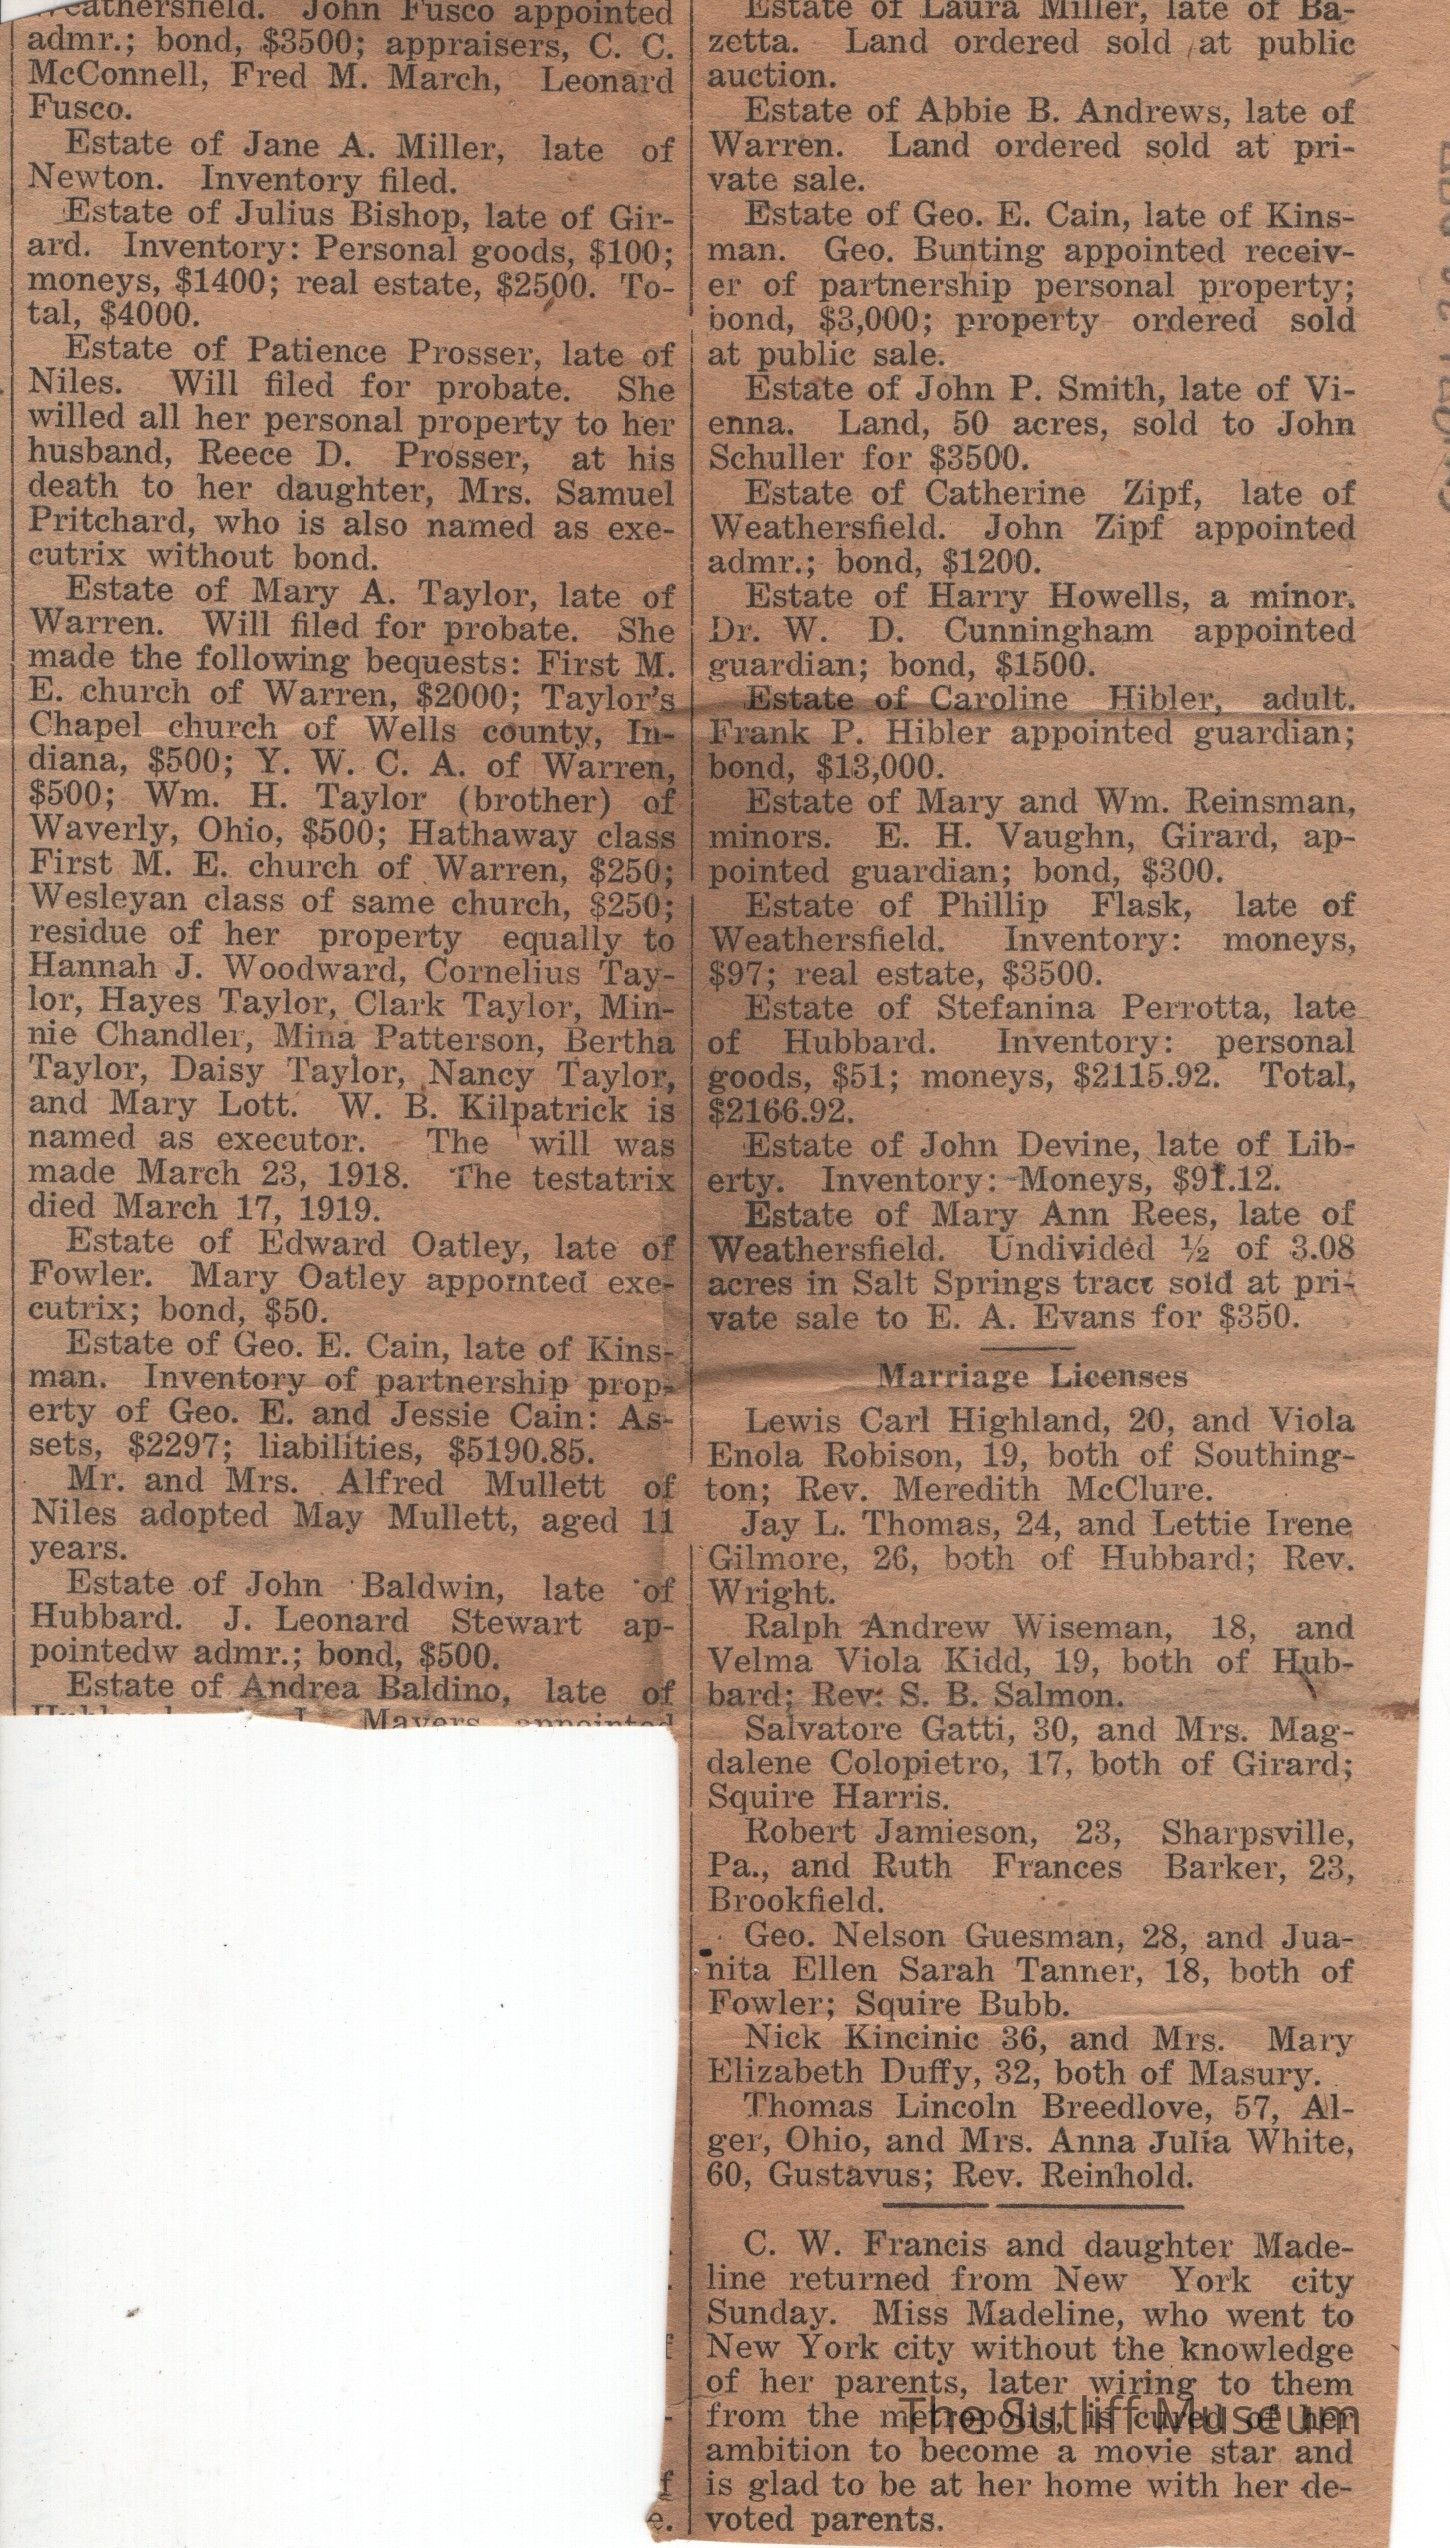 Weathersfield. John Fusco appointed
admr.; bond, $3500; appraisers, C. C.
McConnell, Fred M. March, Leonard
Fusco.
Estate of Jane A. Miller, late of
Newton. Inventory filed.
Estate of Julius Bishop, late of Gir-
ard. Inventory: Personal goods, $100;
moneys, $1400; real estate, $2500. To-
tal, $4000.
Estate of Patience Prosser, late of
Niles. Will filed for probate. She
willed all her personal property to her
husband, Reece D. Prosser, at his
death to her daughter, Mrs. Samuel
Pritchard, who is also named as exe-
cutrix without bond.
Estate of Mary A. Taylor, late of
Warren. Will filed for probate. She
made the following bequests: First M.
E. church of Warren, $2000; Taylor's
Chapel church of Wells county, In-
diana, $500; Y. W. C. A. of Warren,
$500; Wm. H. Taylor (brother) of
Waverly, Ohio, $500; Hathaway class
First M. E. church of Warren, $250;
Wesleyan class of same church, $250;
residue of her property equally to
Hannah J. Woodward, Cornelius Tay-
lor, Hayes Taylor, Clark Taylor, Min-
nie Chandler, Mina Patterson, Bertha
Taylor, Daisy Taylor, Nancy Taylor,
and Mary Lott. W. B. Kilpatrick is
named as executor. The will was
made March 23, 1918. The testatrix
died March 17, 1919.
Estate of Edward Oatley, late of
Fowler. Mary Oatley appointed exe-
cutrix; bond, $50.
Estate of Geo. E. Cain, late of Kins-
man. Inventory of partnership prop-
erty of Geo. E. and Jessie Cain: As-
sets, $2297; liabilities, $5190.85.
Mr. and Mrs. Alfred Mullett of
Niles adopted May Mullett, aged 11
years.
Estate of John Baldwin, late of
Hubbard. J. Leonard Stewart ap-
pointedw admr.; bond, $500.
Estate of Andrea Baldino, late of
Mayers appointed
Estate of Laura Miller, late of Ba-
zetta. Land ordered sold at public
auction.
Estate of Abbie B. Andrews, late of
Warren. Land ordered sold at pri-
vate sale.
Estate of Geo. E. Cain, late of Kins-
man. Geo. Bunting appointed receiv-
er of partnership personal property;
bond, $3,000; property ordered sold
at public sale.
Estate of John P. Smith, late of Vi-
enna. Land, 50 acres, sold to John
Schuller for $3500.
Estate of Catherine Zipf, late of
Weathersfield. John Zipf appointed
admr.; bond, $1200.
Estate of Harry Howells, a minor.
Dr. W. D. Cunningham appointed
guardian; bond, $1500.
Estate of Caroline Hibler, adult.
Frank P. Hibler appointed guardian;
bond, $13,000.
Estate of Mary and Wm. Reinsman,
minors. E. H. Vaughn, Girard, ap-
pointed guardian; bond, $300.
Estate of Phillip Flask, late of
Weathersfield. Inventory: moneys,
$97; real estate, $3500.
Estate of Stefanina Perrotta, late
of Hubbard. Inventory: personal
goods, $51; moneys, $2115.92. Total,
$2166.92.
Estate of John Devine, late of Lib-
erty. Inventory: Moneys, $91.12.
Estate of Mary Ann Rees, late of
Weathersfield. Undivided ½ of 3.08
acres in Salt Springs tract sold at pri-
vate sale to E. A. Evans for $350.
Marriage Licenses
Lewis Carl Highland, 20, and Viola
Enola Robison, 19, both of Southing-
ton; Rev. Meredith McClure.
Jay L. Thomas, 24, and Lettie Irene
Gilmore, 26, both of Hubbard; Rev.
Wright.
Ralph Andrew Wiseman, 18, and
Velma Viola Kidd, 19, both of Hub-
bard; Rev. S. B. Salmon.
Salvatore Gatti, 30, and Mrs. Mag-
dalene Colopietro, 17, both of Girard;
Squire Harris.
Robert Jamieson, 23, Sharpsville,
Pa., and Ruth Frances Barker, 23,
Brookfield.
Geo. Nelson Guesman, 28, and Jua-
nita Ellen Sarah Tanner, 18, both of
Fowler; Squire Bubb.
Nick Kincinic 36, and Mrs. Mary
Elizabeth Duffy, 32, both of Masury.
Thomas Lincoln Breedlove, 57, Al-
ger, Ohio, and Mrs. Anna Julia White,
60, Gustavus; Rev. Reinhold.
C. W. Francis and daughter Made-
line returned from New York city
Sunday. Miss Madeline, who went to
New York city without the knowledge
of her parents, later wiring to them
from the metropolis, is cured of her
ambition to become a movie star and
is glad to be at her home with her de-
voted parents.
The Sutliff Museum